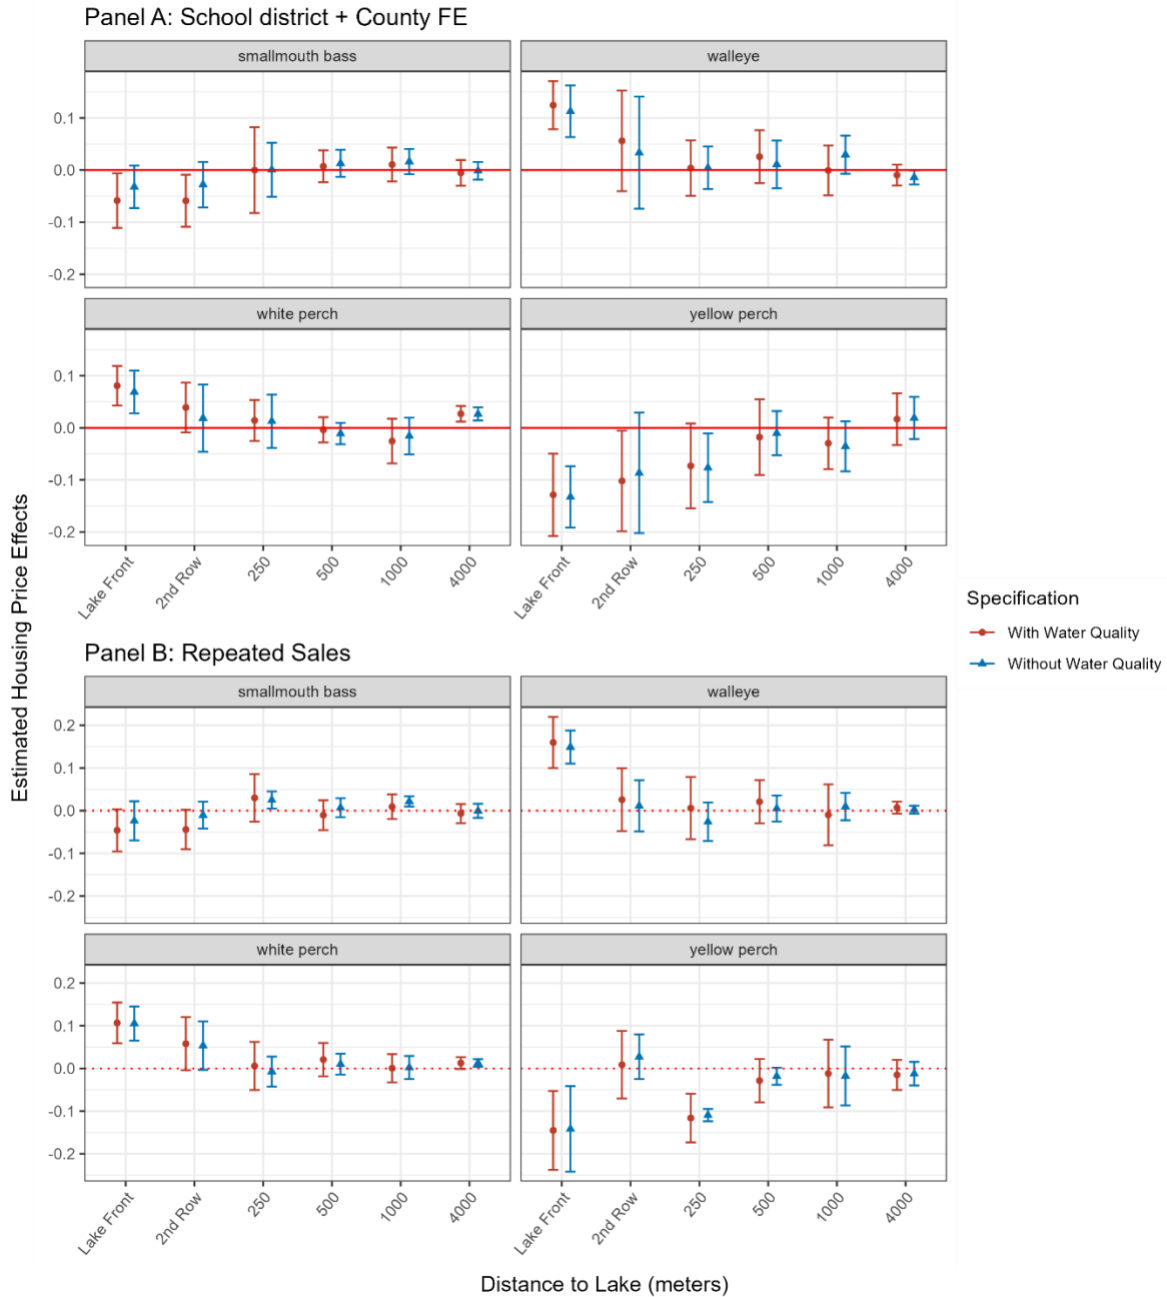 Panel A: School district + County FE
smallmouth bass
walleye
0.1
0.0
-0.1
-0.2
white perch
yellow perch
0.1
0.0
-0.1
-0.2
Lake Front
2nd Row
250
500
1000
4000
Lake Front
2nd Row
250
500
1000
4000
Estimated Housing Price Effects
Specification
With Water Quality
Without Water Quality
Panel B: Repeated Sales
smallmouth bass
walleye
0.2
0.1
0.0
-0.1
-0.2
white perch
yellow perch
0.2
0.1
0.0
-0.1
-0.2
Lake Front
2nd Row
250
500
1000
4000
Lake Front
2nd Row
250
500
1000
4000
Distance to Lake (meters)